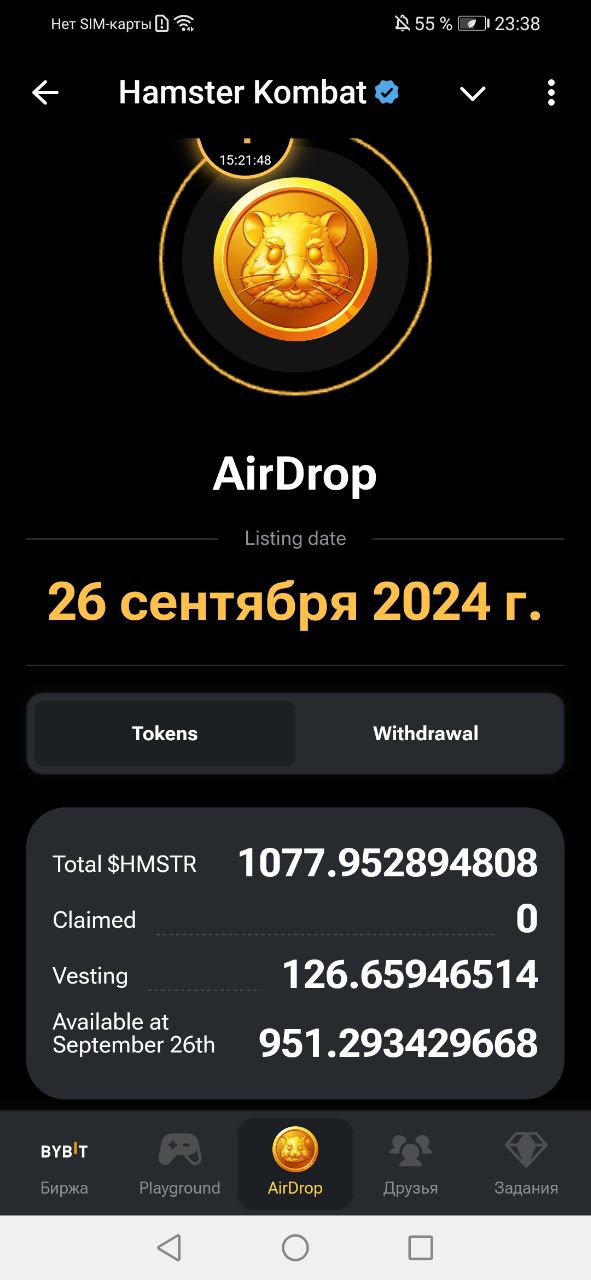 Нет SIM-карты 55 % 23:38
Hamster Kombat
15:21:48
AirDrop
Listing date
26 сентября 2024 г.
Tokens Withdrawal
Total $HMSTR 1077.952894808
Claimed 0
Vesting 126.65946514
Available at
September 26th 951.293429668
BYBIT
Биржа Playground AirDrop Друзья Задания